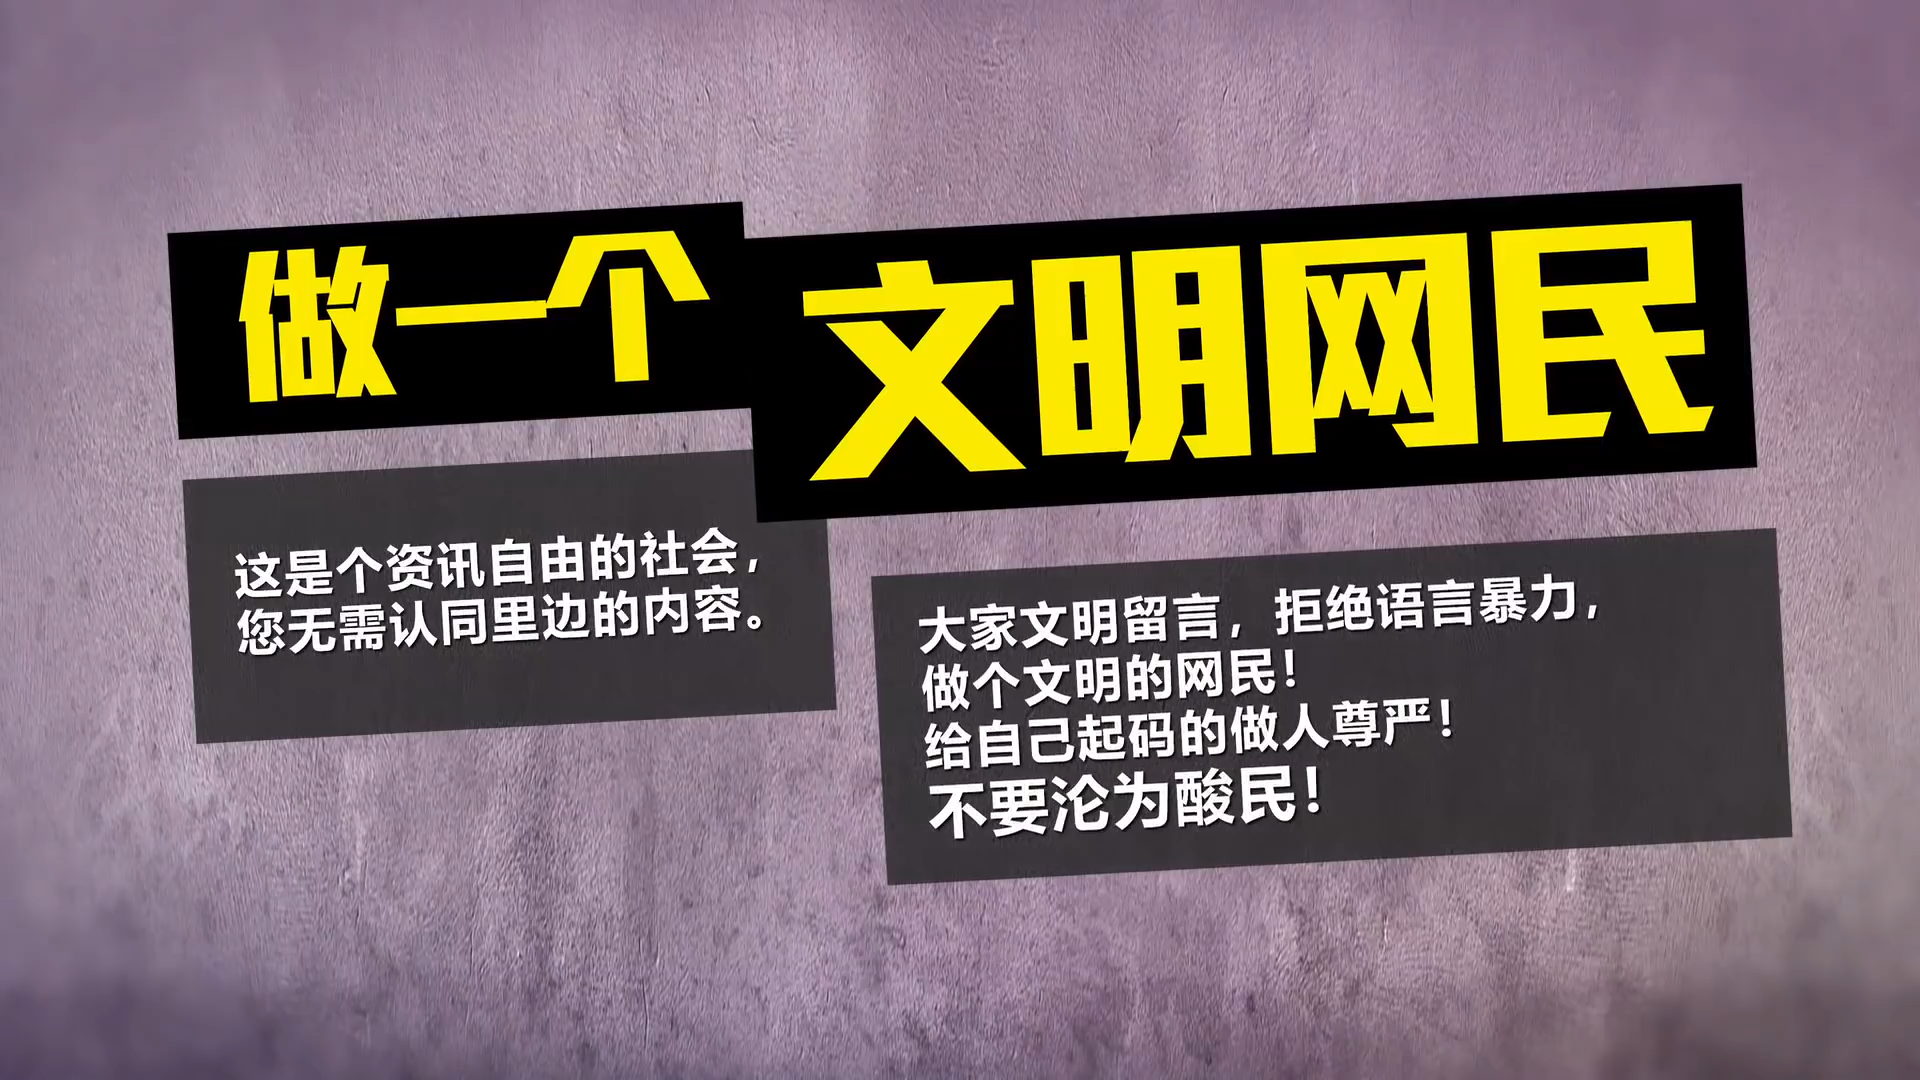 做一个 文明网民
这是个资讯自由的社会，
您无需认同里边的内容。
大家文明留言，拒绝语言暴力，
做个文明的网民！
给自己起码的做人尊严！
不要沦为酸民！